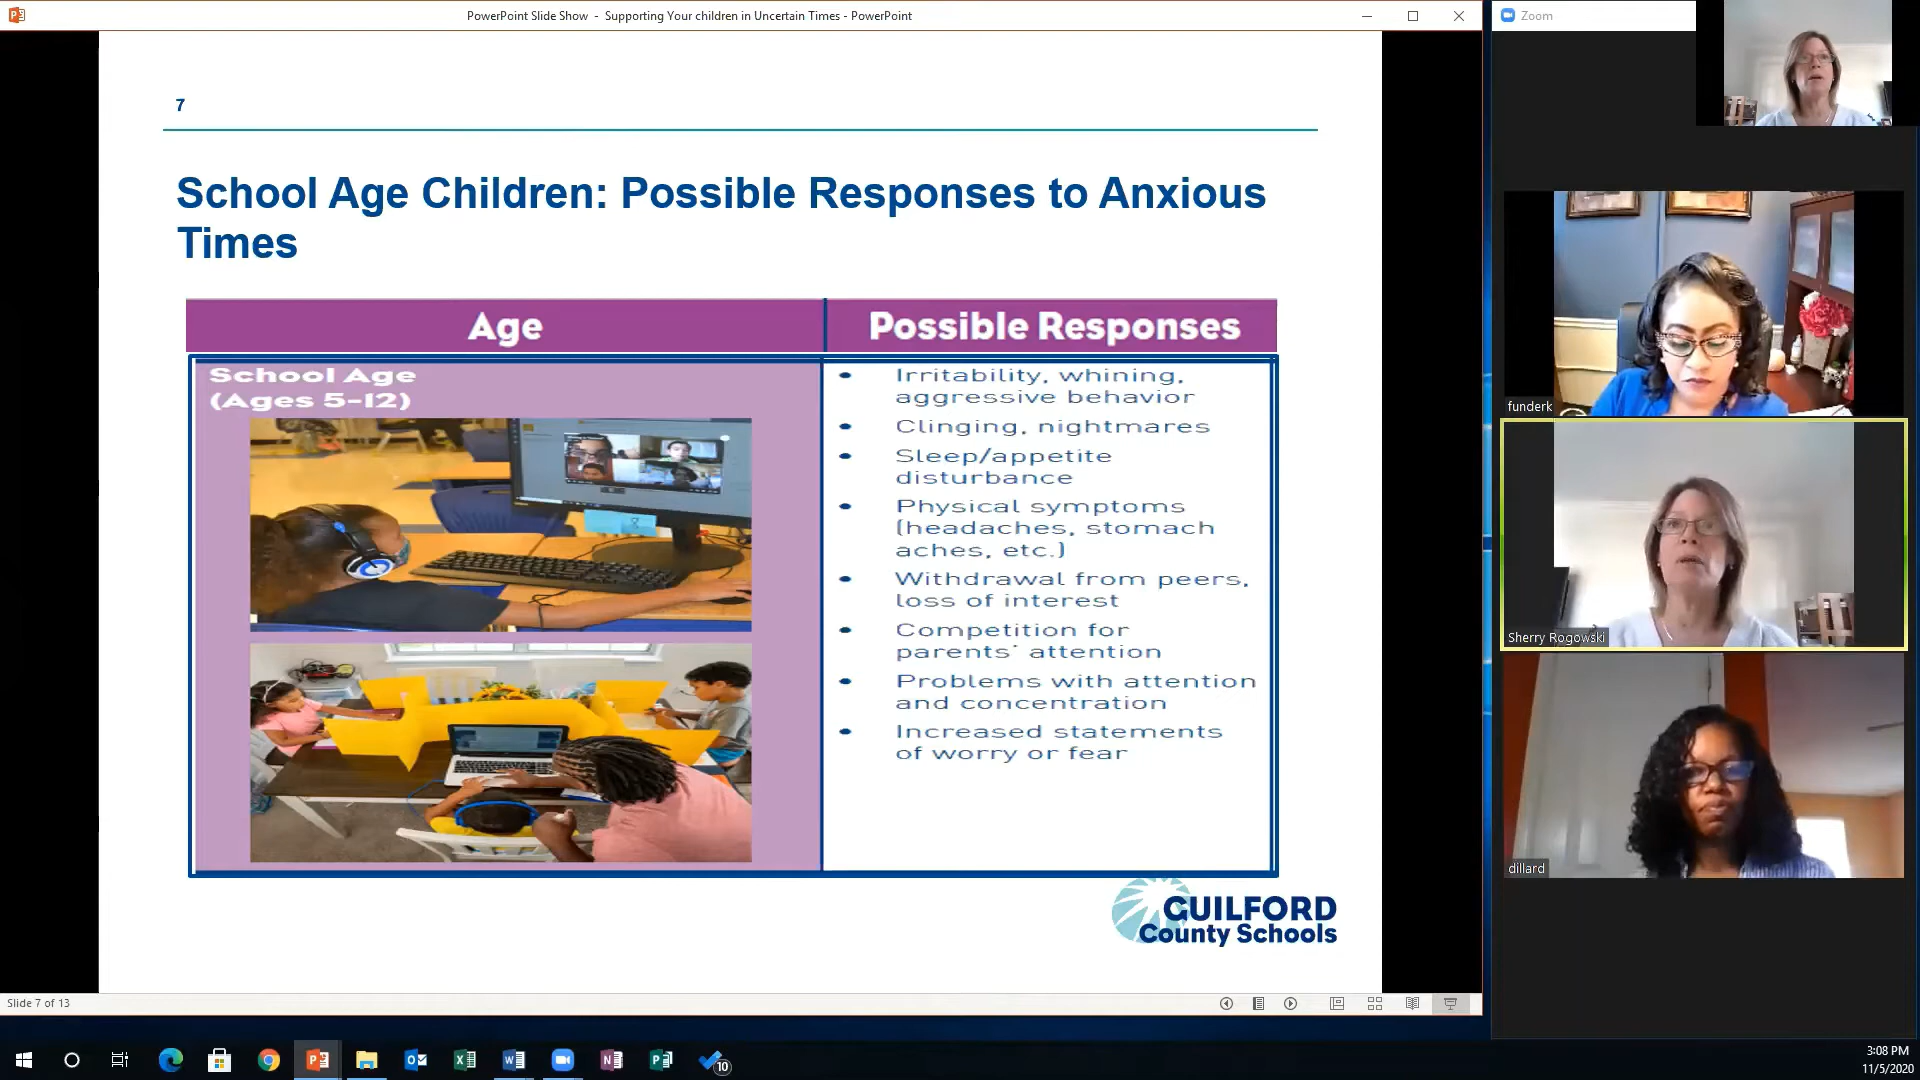 PowerPoint Slide Show - Supporting Your children in Uncertain Times - PowerPoint
Zoom
7
School Age Children: Possible Responses to Anxious
Times
Age
Possible Responses
School Age
(Ages 5-12)
• Irritability, whining,
aggressive behavior
• Clinging, nightmares
• Sleep/appetite
disturbance
• Physical symptoms
(headaches, stomach
aches, etc.)
• Withdrawal from peers,
loss of interest
• Competition for
parents' attention
• Problems with attention
and concentration
• Increased statements
of worry or fear
GUILFORD
County Schools
funderk
Sherry Rogowski
dillard
Slide 7 of 13
10
3:08 PM
11/5/2020